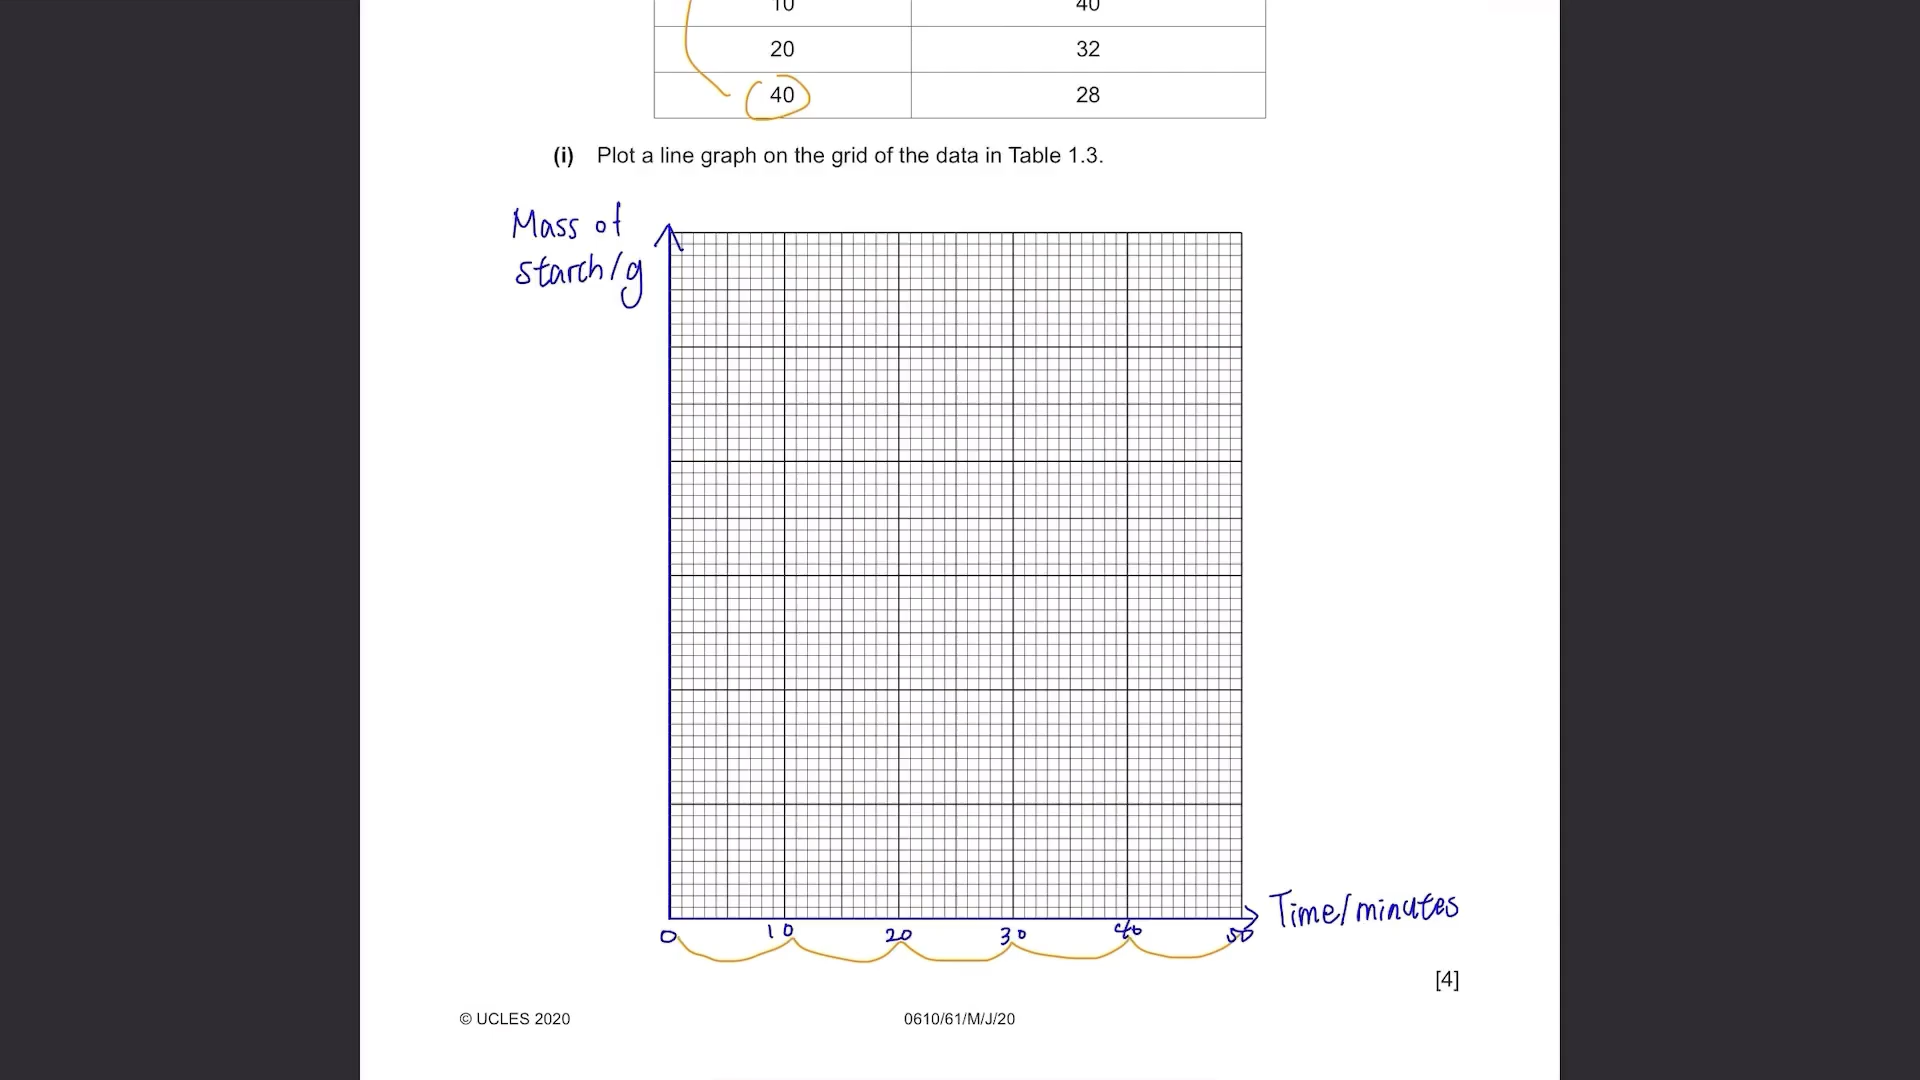 10 40
20 32
40 28
(i) Plot a line graph on the grid of the data in Table 1.3.
Mass of
starch/g
Time/minutes
0 10 20 30 40 50
[4]
© UCLES 2020 0610/61/M/J/20